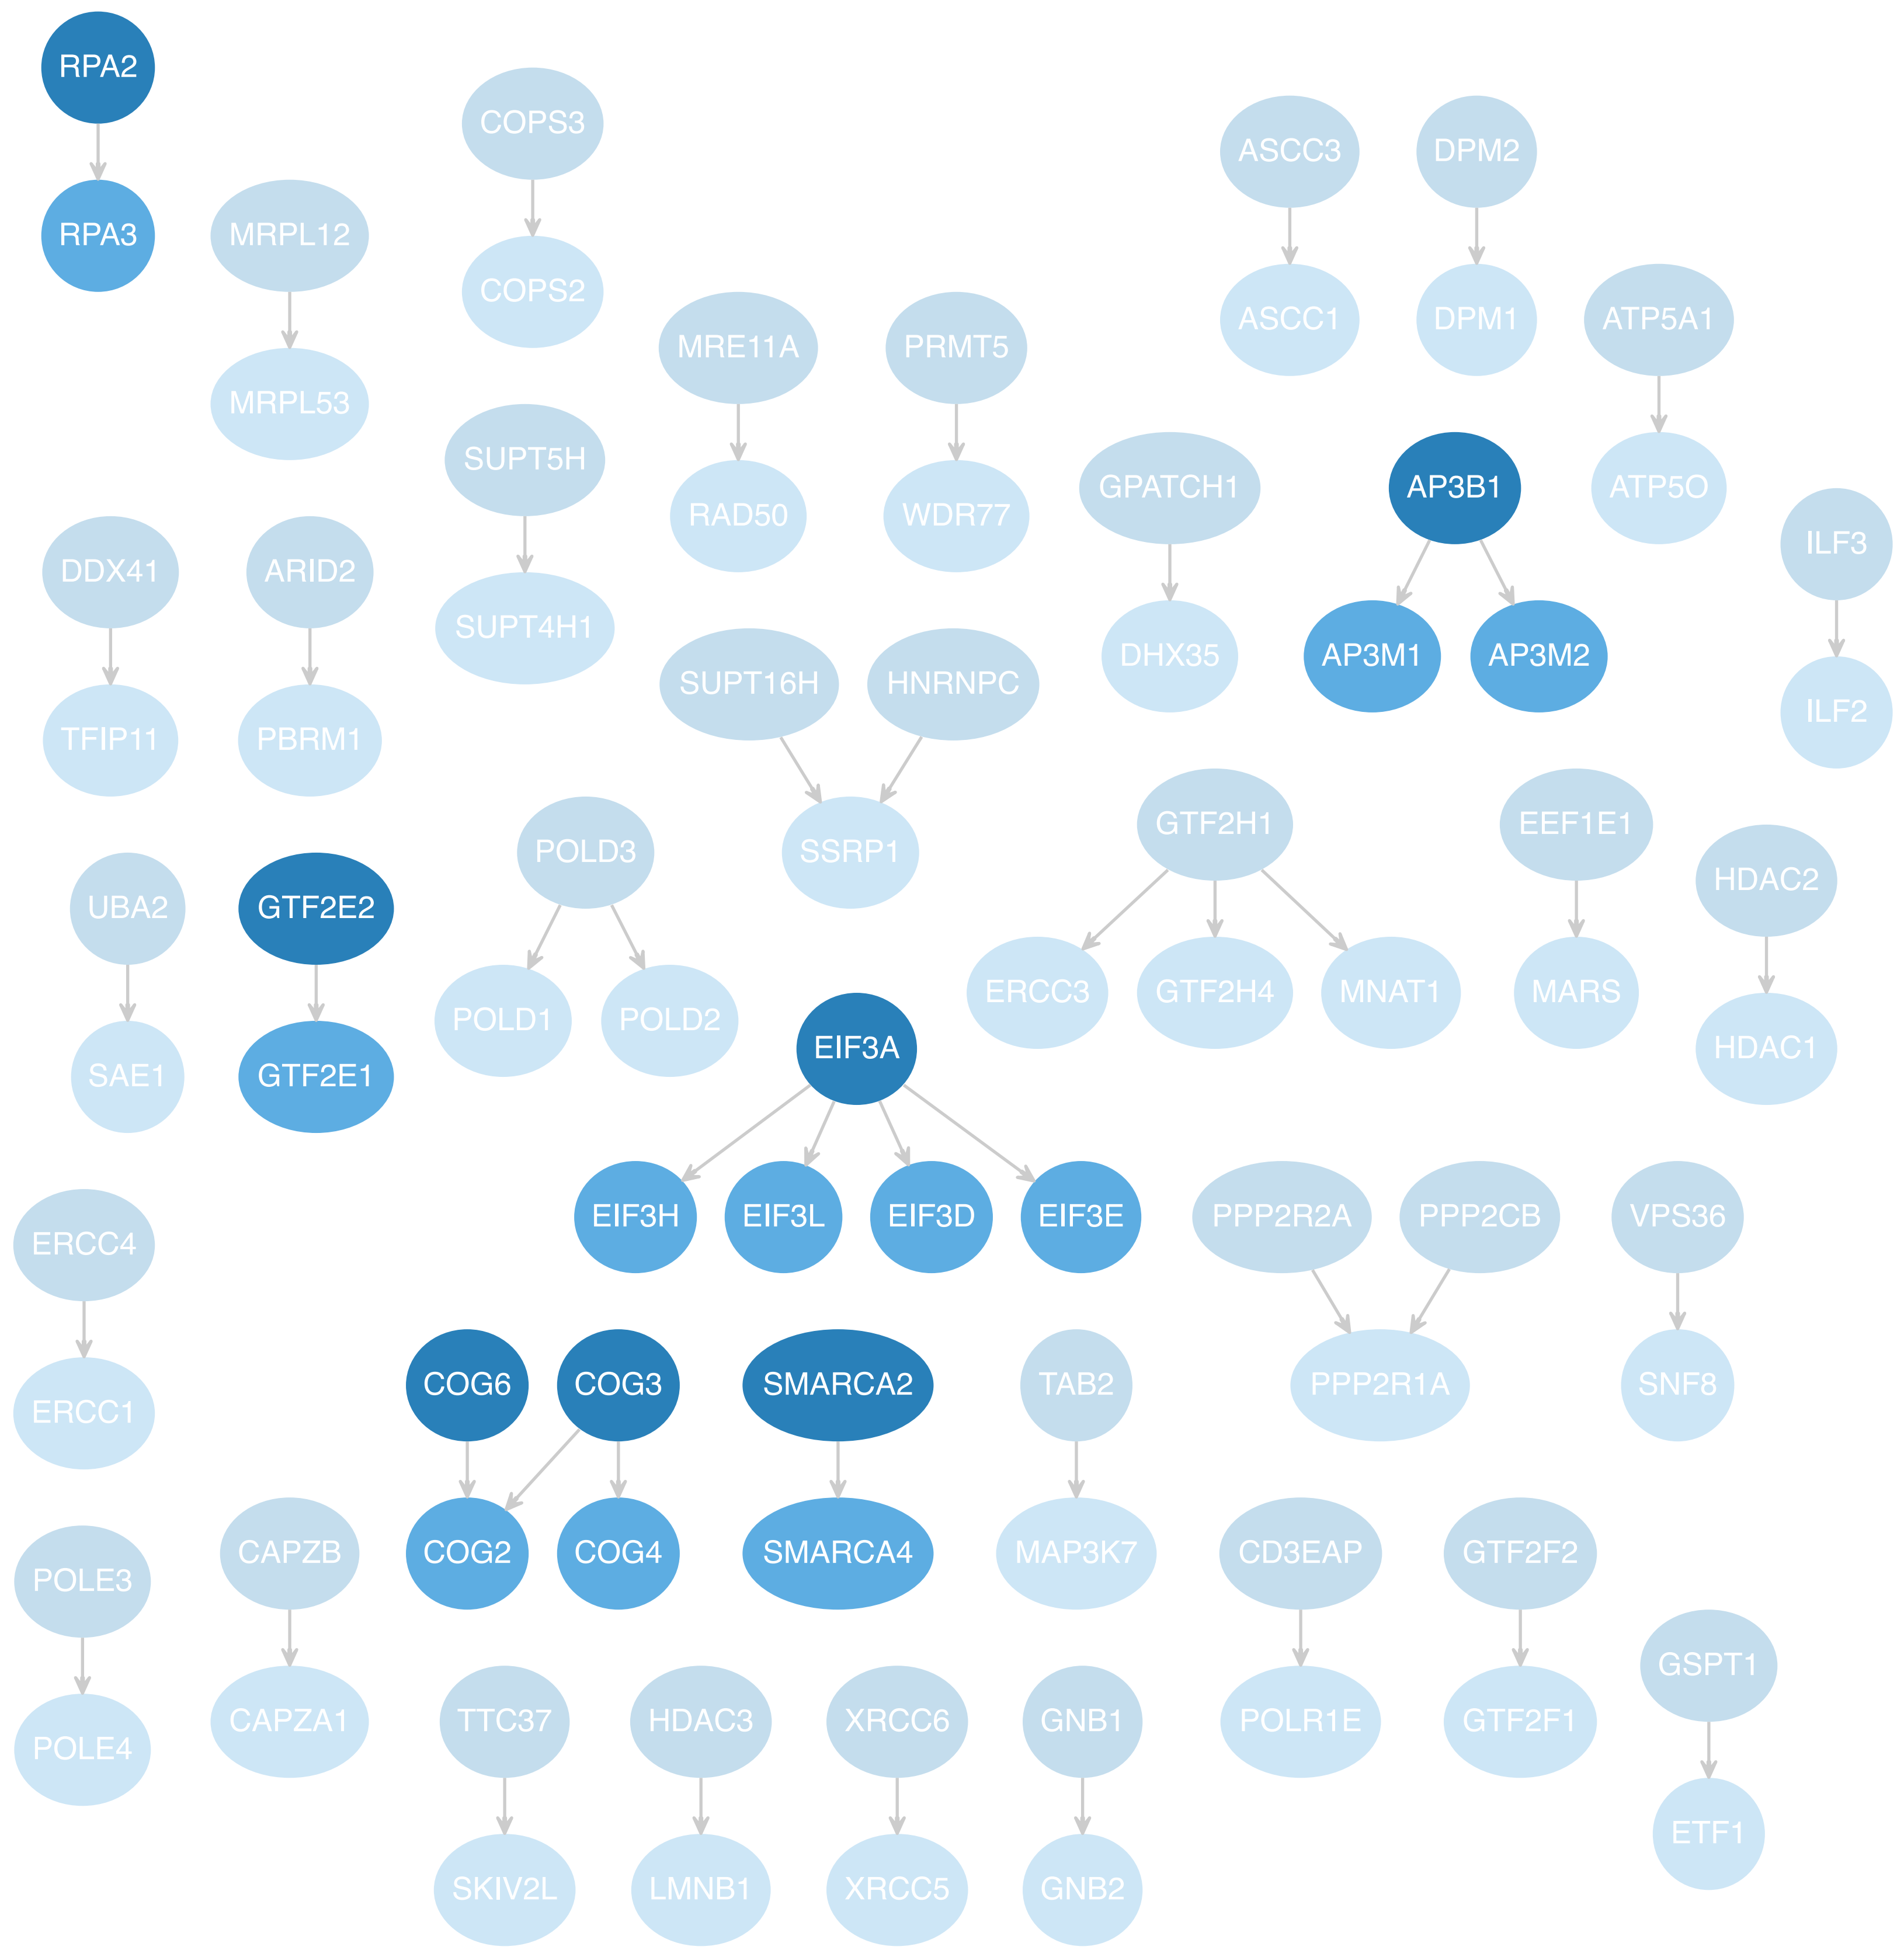 RPA2
COPS3
ASCC3
DPM2
RPA3
MRPL12
COPS2
ASCC1
DPM1
ATP5A1
MRE11A
PRMT5
MRPL53
SUPT5H
GPATCH1
AP3B1
ATP5O
RAD50
WDR77
ILF3
DDX41
ARID2
SUPT4H1
DHX35
AP3M1
AP3M2
SUPT16H
HNRNPC
ILF2
TFIP11
PBRM1
GTF2H1
EEF1E1
POLD3
SSRP1
HDAC2
UBA2
GTF2E2
ERCC3
GTF2H4
MNAT1
MARS
POLD1
POLD2
EIF3A
HDAC1
SAE1
GTF2E1
EIF3H
EIF3L
EIF3D
EIF3E
PPP2R2A
PPP2CB
VPS36
ERCC4
COG6
COG3
SMARCA2
TAB2
PPP2R1A
SNF8
ERCC1
CAPZB
COG2
COG4
SMARCA4
MAP3K7
CD3EAP
GTF2F2
POLE3
GSPT1
CAPZA1
TTC37
HDAC3
XRCC6
GNB1
POLR1E
GTF2F1
POLE4
ETF1
SKIV2L
LMNB1
XRCC5
GNB2